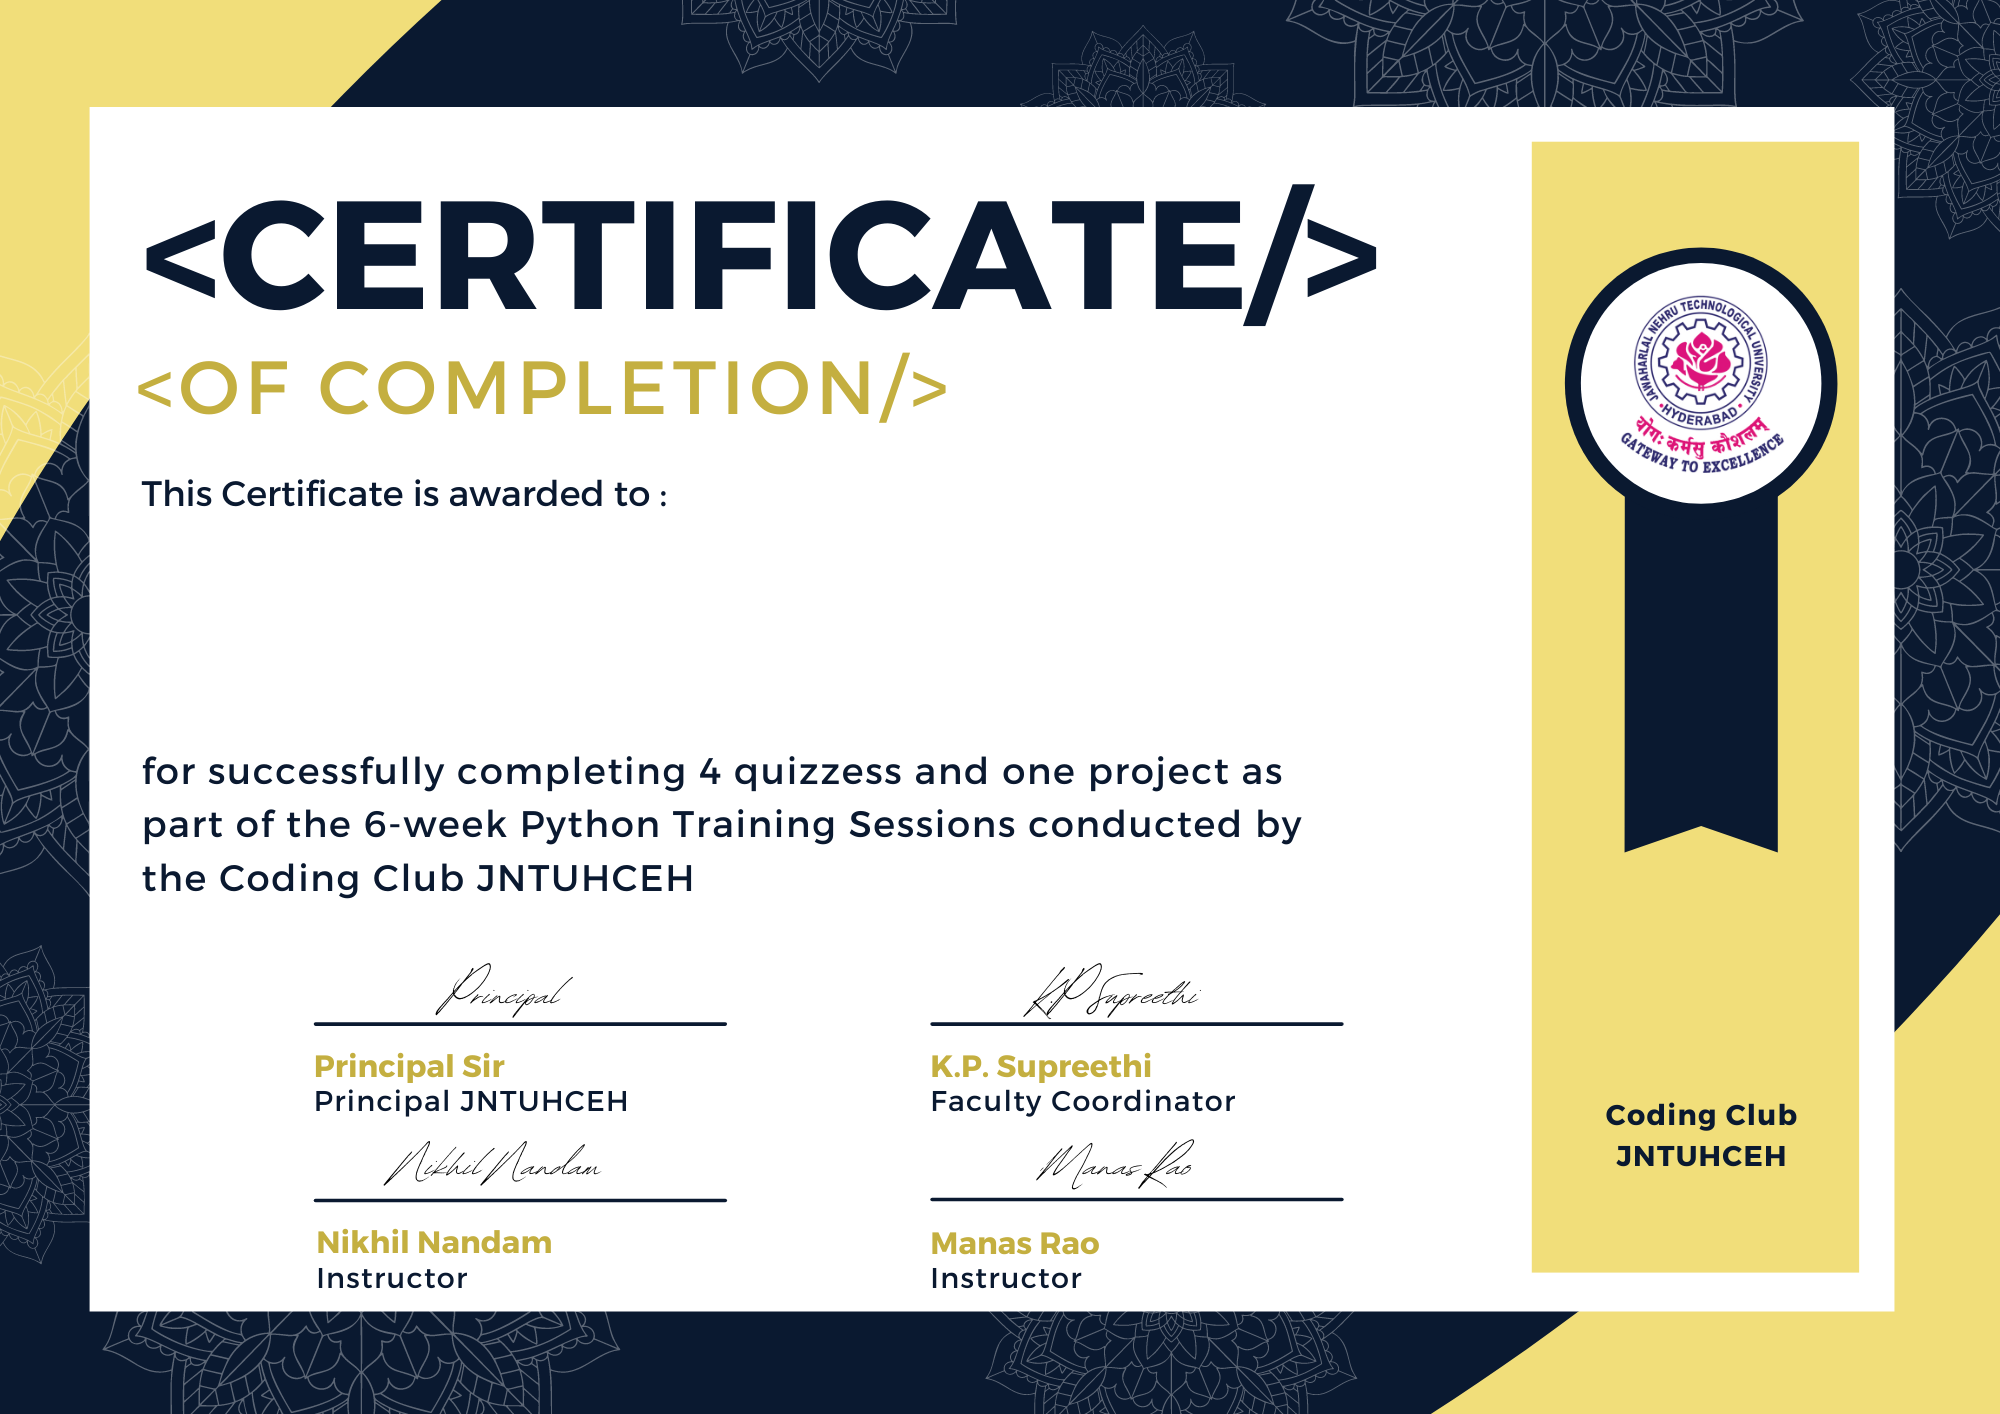 <CERTIFICATE/>
<OF COMPLETION/>
This Certificate is awarded to :
for successfully completing 4 quizzess and one project as
part of the 6-week Python Training Sessions conducted by
the Coding Club JNTUHCEH
Principal
Principal Sir
Principal JNTUHCEH
K.P Supreethi
K.P. Supreethi
Faculty Coordinator
Nikhil Nandam
Nikhil Nandam
Instructor
Manas Rao
Manas Rao
Instructor
JAWAHARLAL NEHRU TECHNOLOGICAL UNIVERSITY
• HYDERABAD •
योगः कर्मसु कौशलम्
GATEWAY TO EXCELLENCE
Coding Club
JNTUHCEH